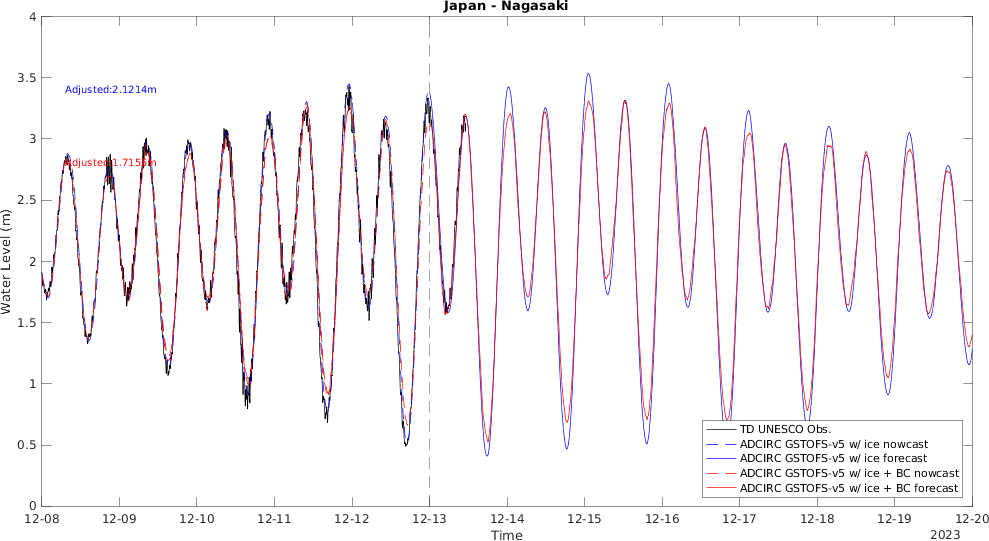 Japan - Nagasaki
4
3.5
3
2.5
2
1.5
1
0.5
0
Water Level (m)
Adjusted:2.1214m
Adjusted:1.7155m
TD UNESCO Obs.
ADCIRC GSTOFS-v5 w/ ice nowcast
ADCIRC GSTOFS-v5 w/ ice forecast
ADCIRC GSTOFS-v5 w/ ice + BC nowcast
ADCIRC GSTOFS-v5 w/ ice + BC forecast
12-08 12-09 12-10 12-11 12-12 12-13 12-14 12-15 12-16 12-17 12-18 12-19 12-20
Time
2023